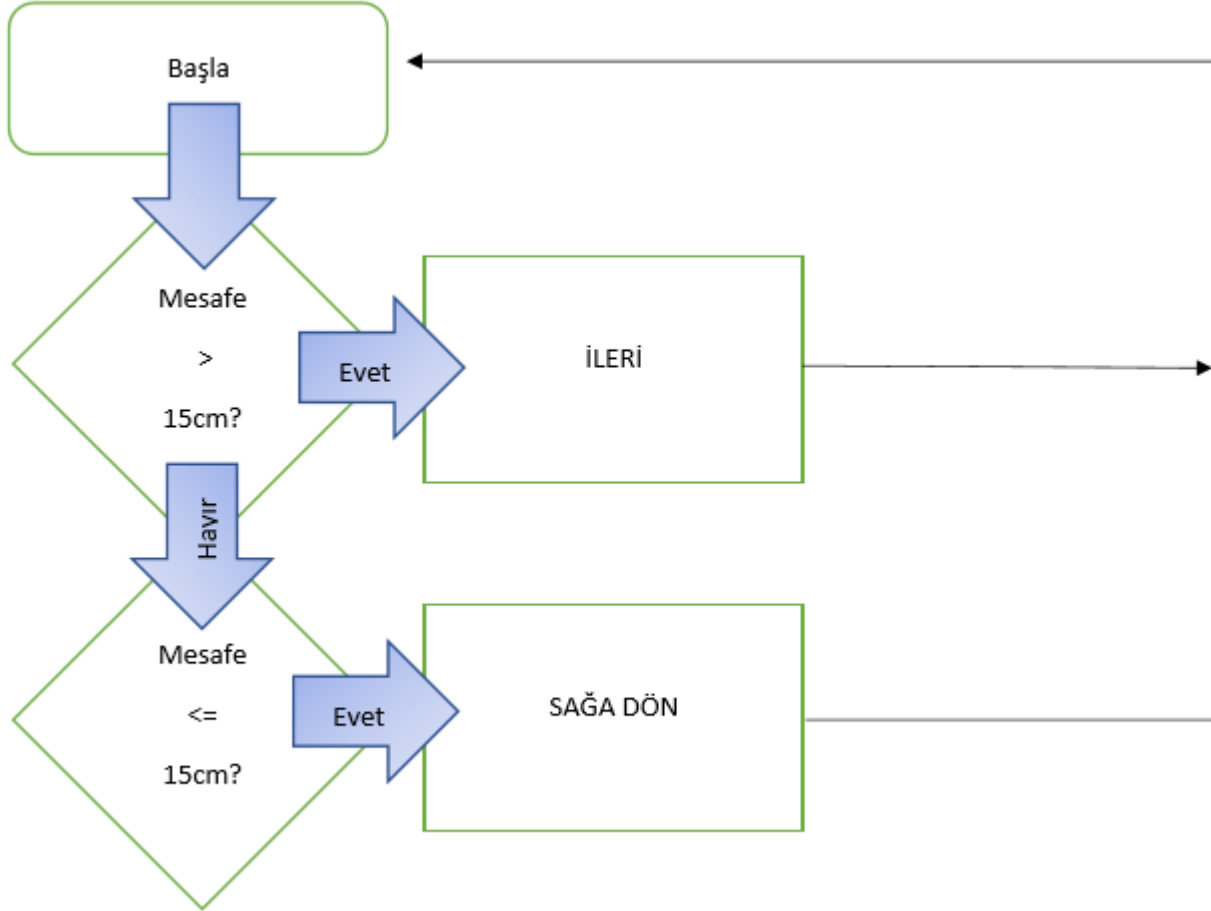 Başla
Mesafe
>
15cm?
Evet
İLERİ
Hayır
Mesafe
<=
15cm?
Evet
SAĞA DÖN